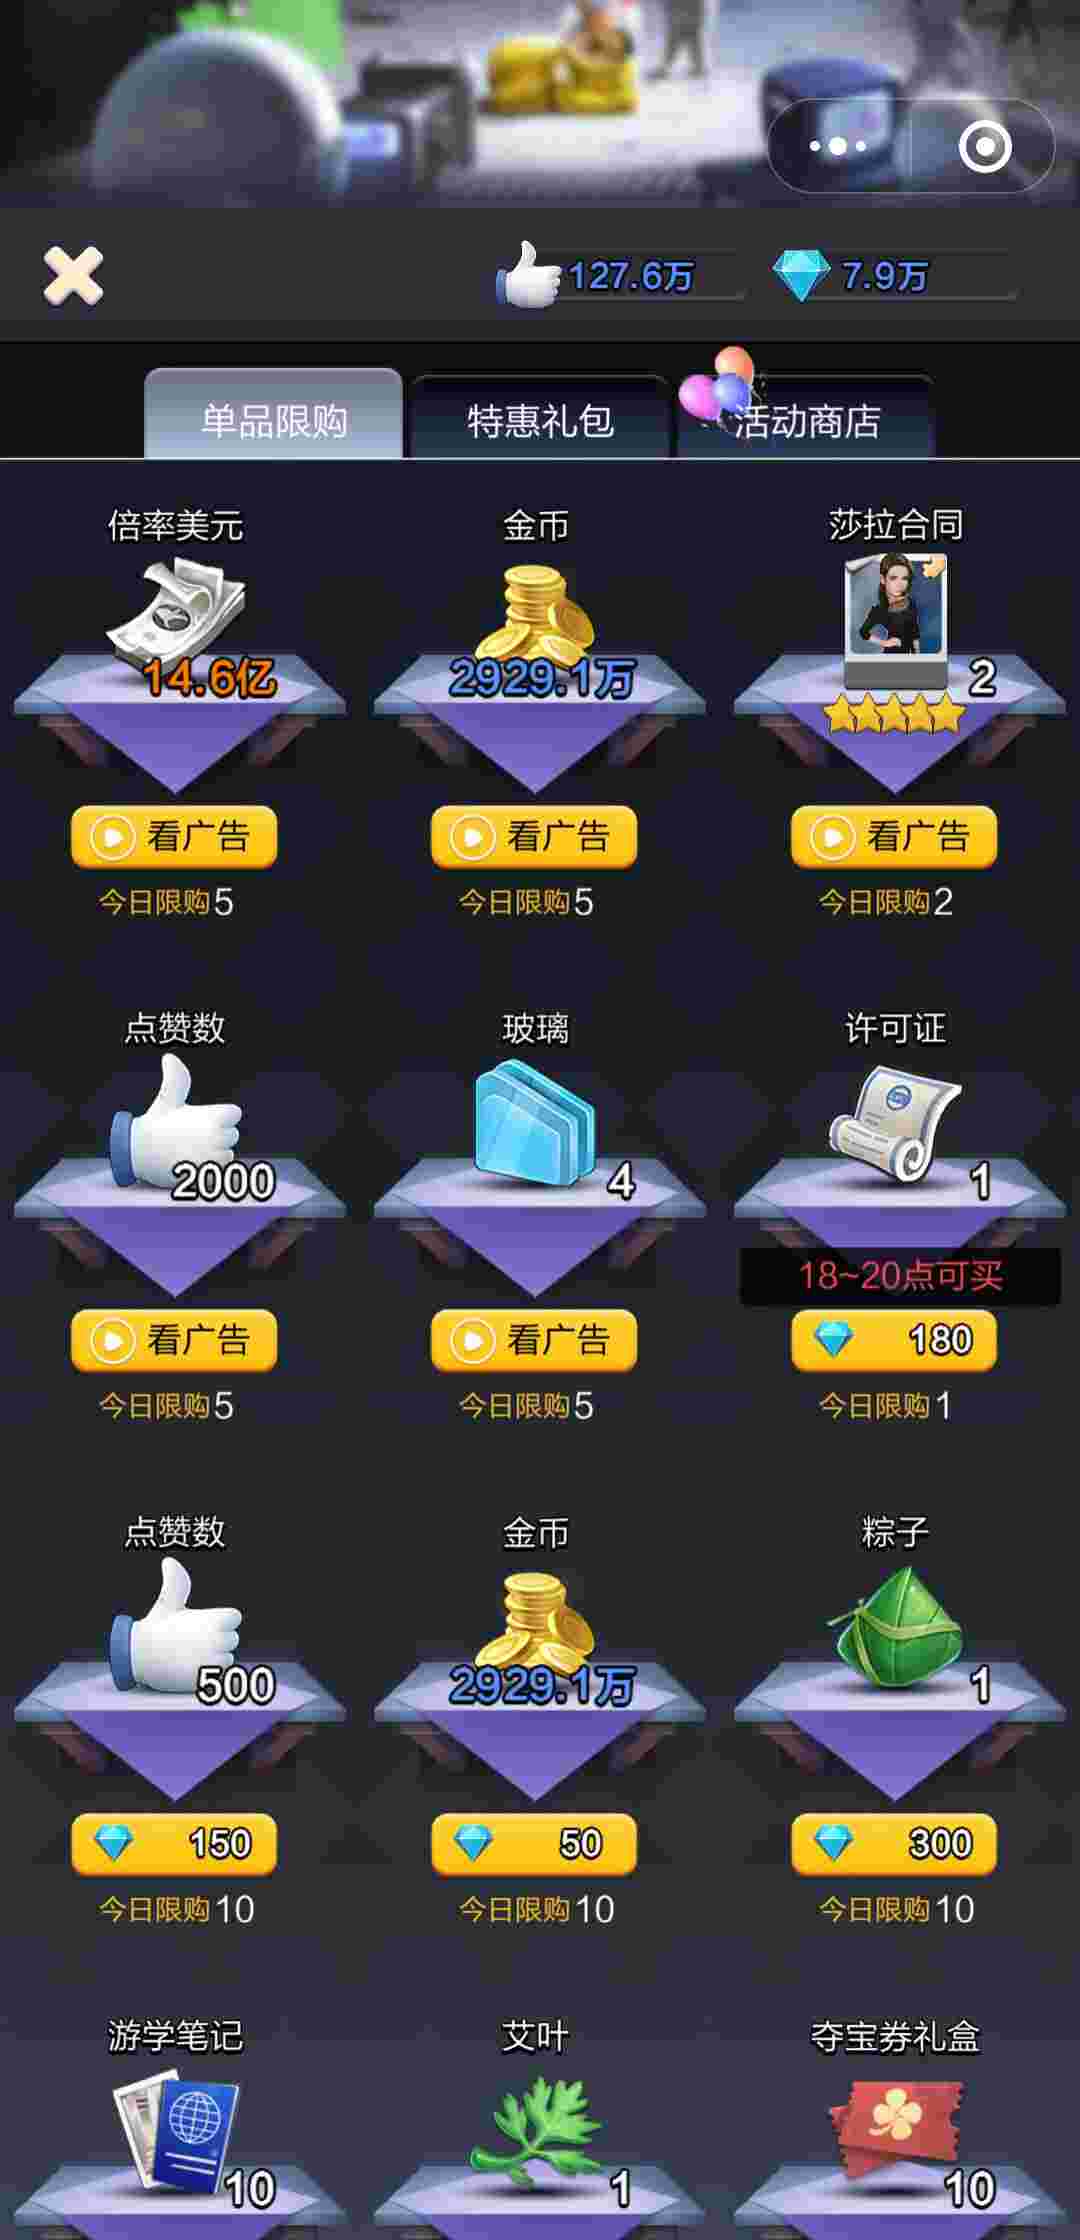 127.6万
7.9万
单品限购
特惠礼包
活动商店
倍率美元
金币
莎拉合同
14.6亿
2929.1万
2
看广告
看广告
看广告
今日限购5
今日限购5
今日限购2
点赞数
玻璃
许可证
2000
4
1
18~20点可买
看广告
看广告
180
今日限购5
今日限购5
今日限购1
点赞数
金币
粽子
500
2929.1万
1
150
50
300
今日限购10
今日限购10
今日限购10
游学笔记
艾叶
夺宝券礼盒
10
1
10